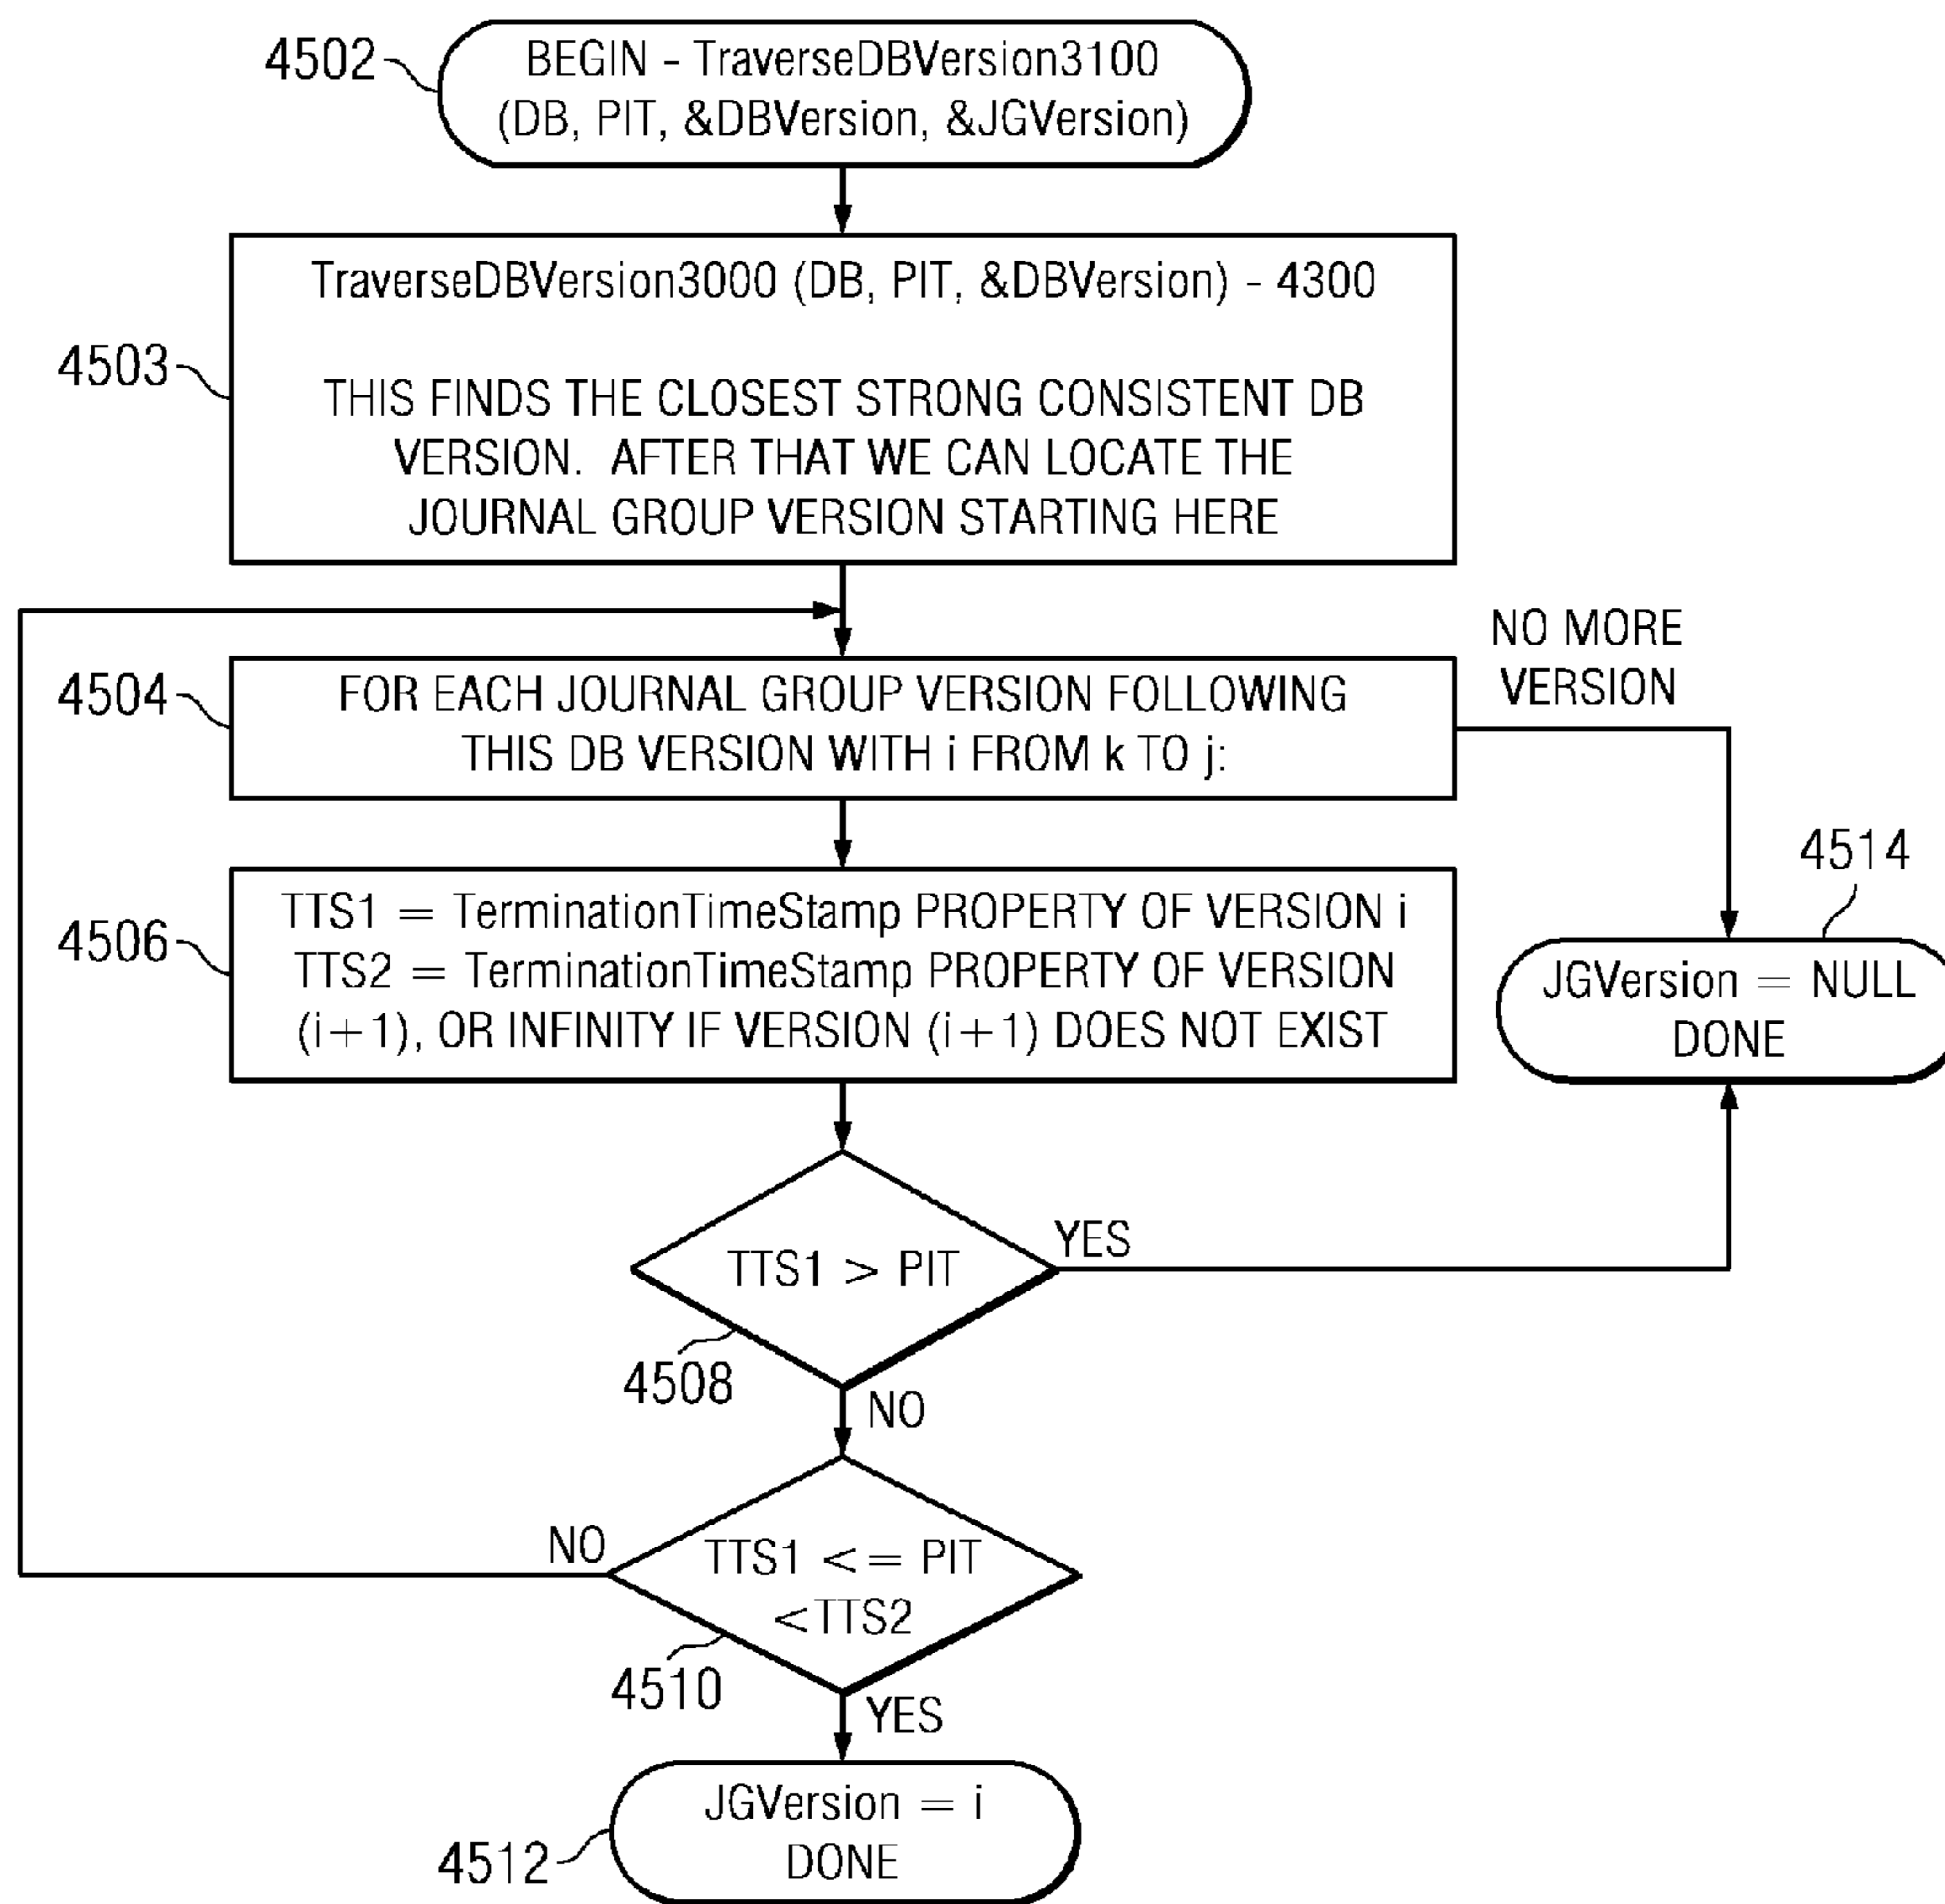 4502
BEGIN - TraverseDBVersion3100
(DB, PIT, &DBVersion, &JGVersion)
4503
TraverseDBVersion3000 (DB, PIT, &DBVersion) - 4300
THIS FINDS THE CLOSEST STRONG CONSISTENT DB
VERSION. AFTER THAT WE CAN LOCATE THE
JOURNAL GROUP VERSION STARTING HERE
NO MORE
VERSION
4504
FOR EACH JOURNAL GROUP VERSION FOLLOWING
THIS DB VERSION WITH i FROM k TO j:
4506
TTS1 = TerminationTimeStamp PROPERTY OF VERSION i
TTS2 = TerminationTimeStamp PROPERTY OF VERSION
(i+1), OR INFINITY IF VERSION (i+1) DOES NOT EXIST
4514
JGVersion = NULL
DONE
TTS1 > PIT
YES
4508
NO
TTS1 <= PIT
<TTS2
NO
4510
YES
JGVersion = i
DONE
4512